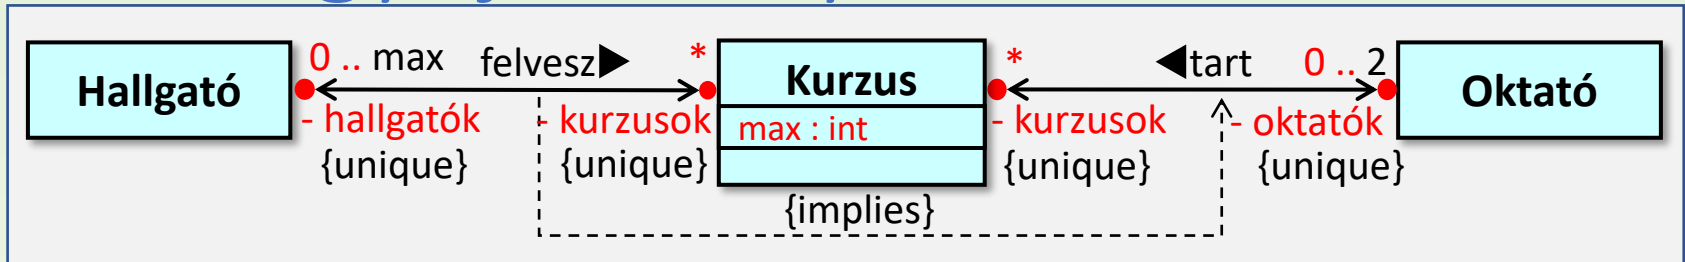 Hallgató
0 .. max
felvesz▶
*
- hallgatók
{unique}
- kurzusok
{unique}
Kurzus
max : int
{implies}
*
◀tart
0 .. 2
- kurzusok
{unique}
- oktatók
{unique}
Oktató